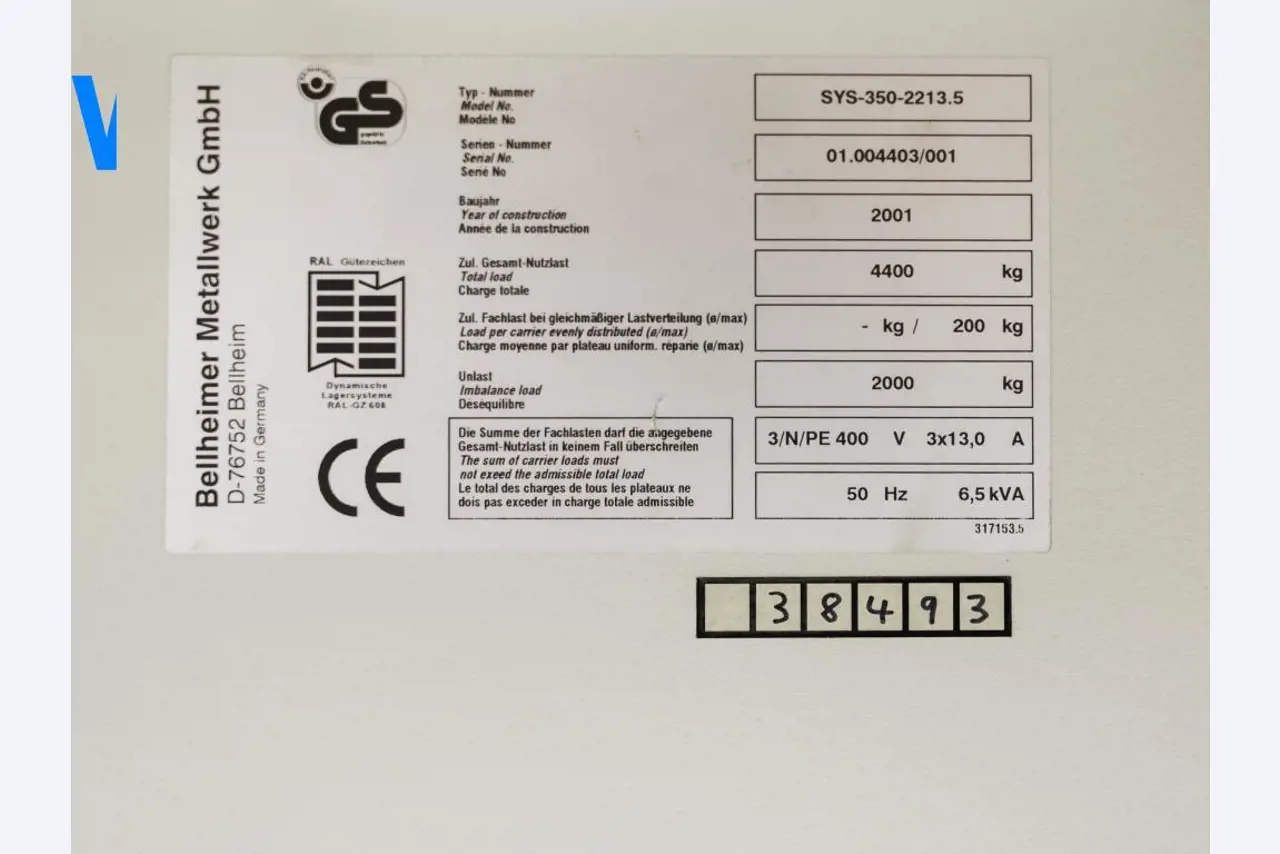 Bellheimer Metallwerk GmbH
D-76752 Bellheim
Made in Germany
GS
geprüfte
Sicherheit
RAL Gütezeichen
Dynamische
Lagersysteme
RAL-GZ 608
CE
Typ - Nummer
Model No.
Modèle No
SYS-350-2213.5
Serien - Nummer
Serial No.
Serie No
01.004403/001
Baujahr
Year of construction
Année de la construction
2001
Zul. Gesamt-Nutzlast
Total load
Charge totale
4400 kg
Zul. Fachlast bei gleichmäßiger Lastverteilung (ø/max)
Load per carrier evenly distributed (ø/max)
Charge moyenne par plateau uniform. réparie (ø/max)
- kg / 200 kg
Unlast
Imbalance load
Deséquilibre
2000 kg
Die Summe der Fachlasten darf die angegebene
Gesamt-Nutzlast in keinem Fall überschreiten
The sum of carrier loads must
not exeed the admissible total load
Le total des charges de tous les plateaux ne
dois pas exceder in charge totale admissible
3/N/PE 400 V 3x13,0 A
50 Hz 6,5 kVA
317153.5
38493